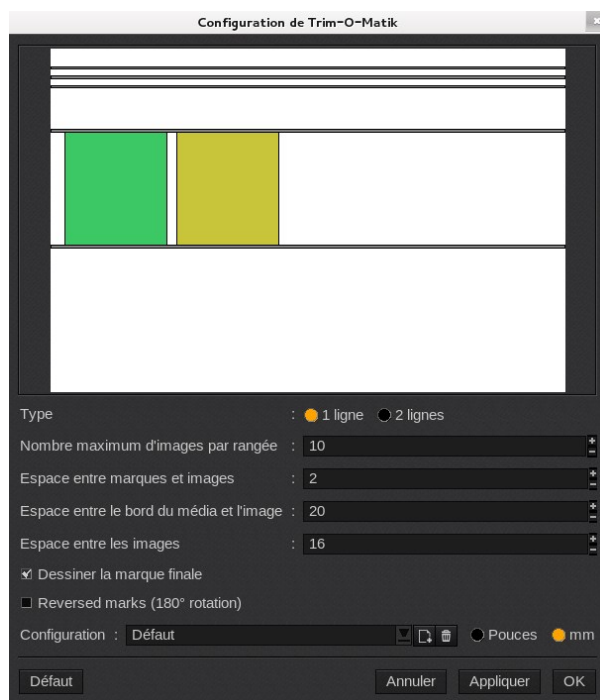 Configuration de Trim-O-Matik
Type : 1 ligne 2 lignes
Nombre maximum d'images par rangée : 10
Espace entre marques et images : 2
Espace entre le bord du média et l'image : 20
Espace entre les images : 16
Dessiner la marque finale
Reversed marks (180° rotation)
Configuration : Défaut Pouces mm
Défaut Annuler Appliquer OK